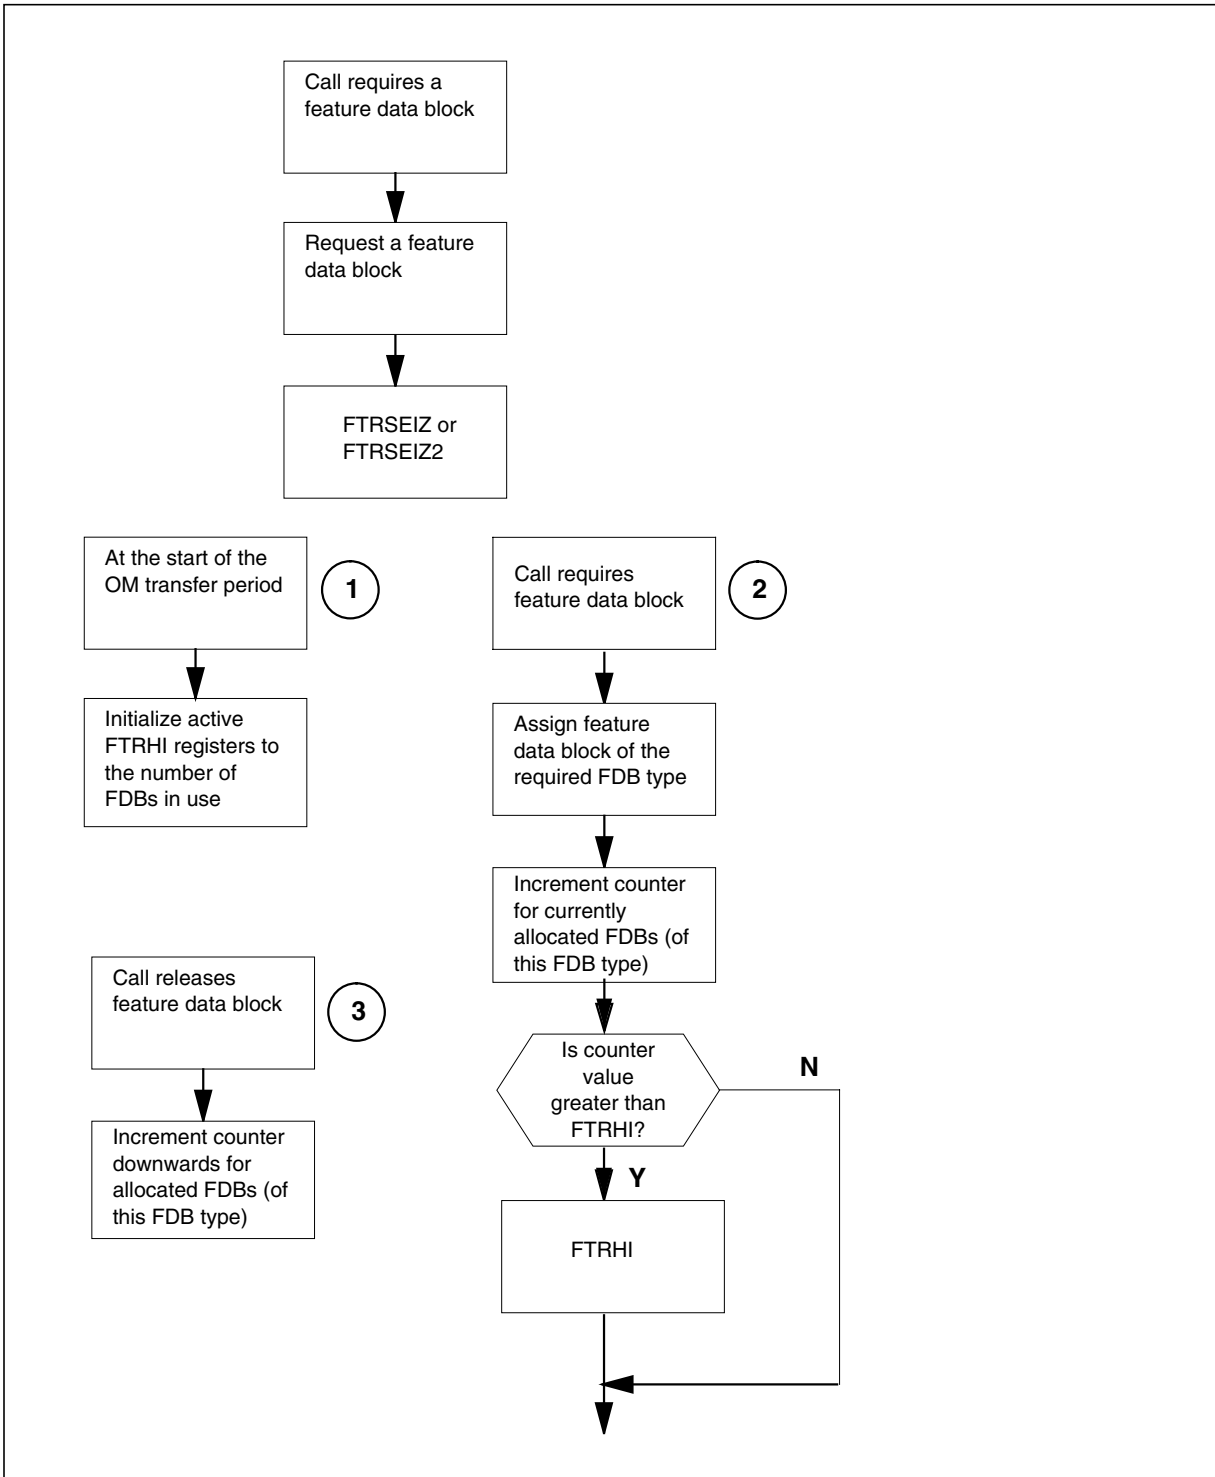 Call requires a
feature data block
Request a feature
data block
FTRSEIZ or
FTRSEIZ2
At the start of the
OM transfer period
1
Initialize active
FTRHI registers to
the number of
FDBs in use
Call requires
feature data block
2
Assign feature
data block of the
required FDB type
Increment counter
for currently
allocated FDBs (of
this FDB type)
Call releases
feature data block
3
Increment counter
downwards for
allocated FDBs (of
this FDB type)
Is counter
value
greater than
FTRHI?
N
Y
FTRHI